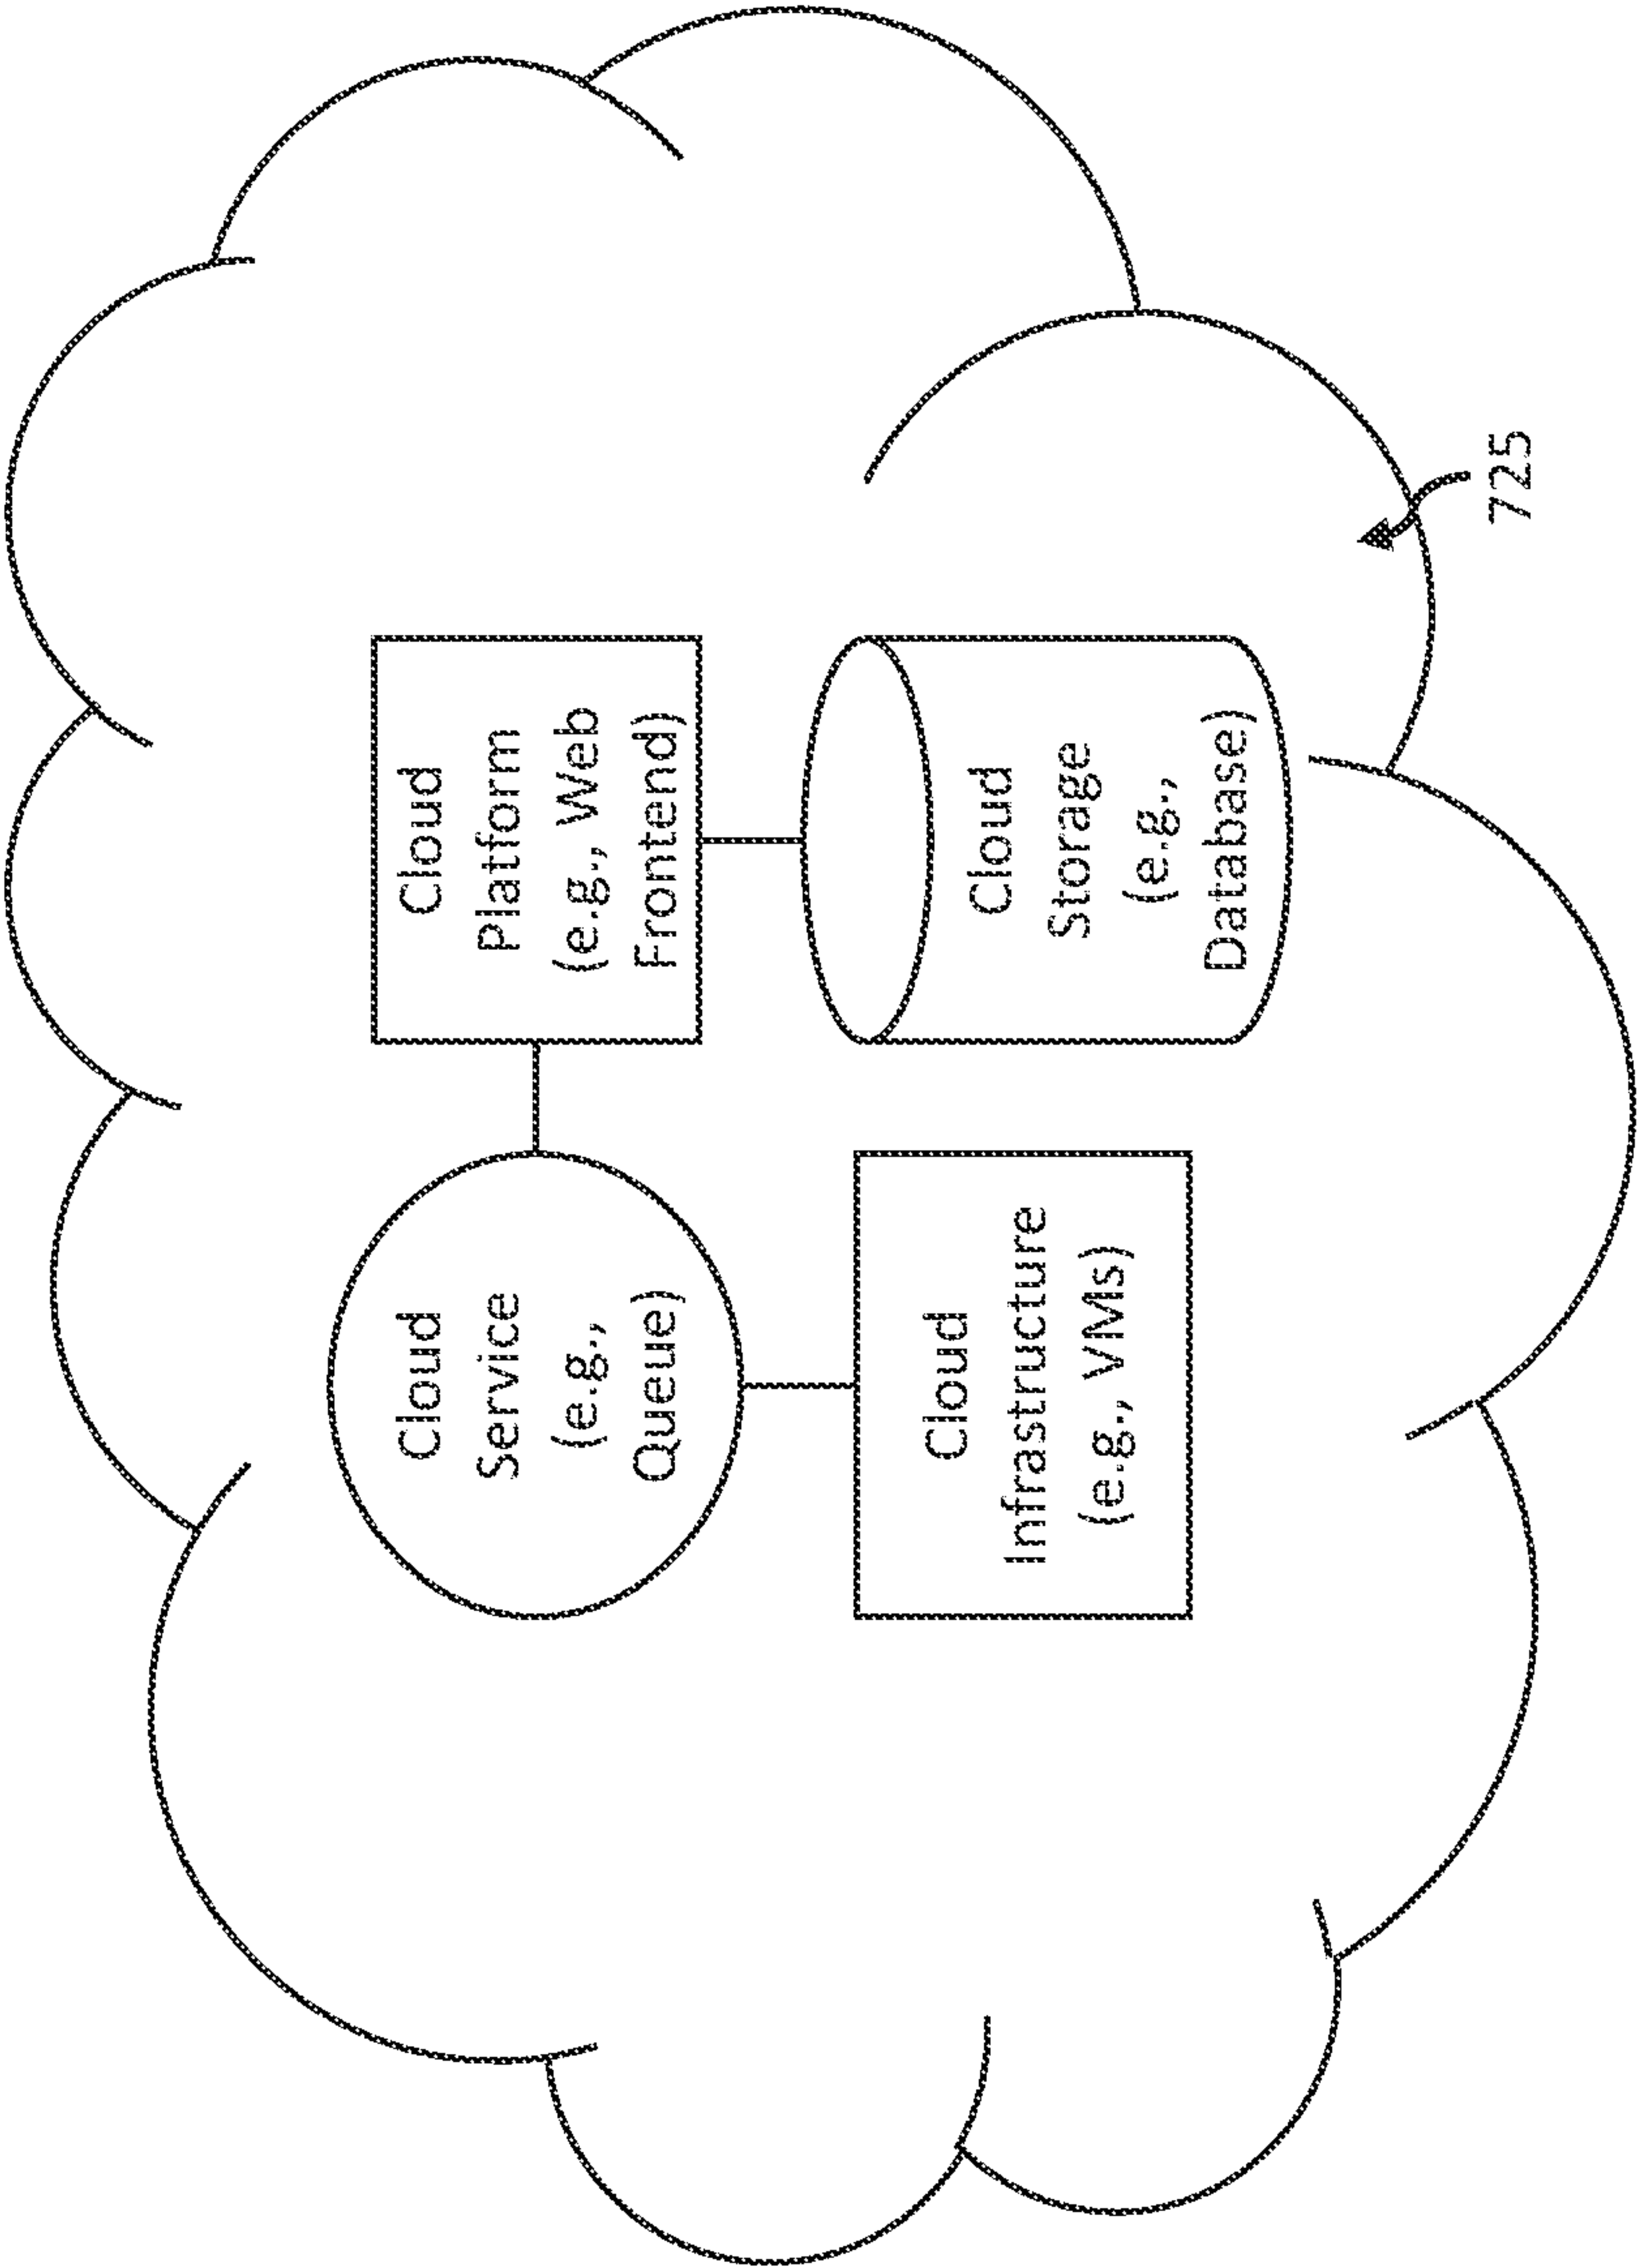 Cloud
Service
(e.g.,
Queue)
Cloud
Platform
(e.g., Web
Frontend)
Cloud
Infrastructure
(e.g., VMs)
Cloud
Storage
(e.g.,
Database)
725